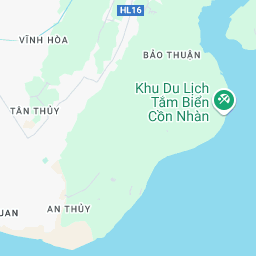 HL16
VĨNH HÒA
BẢO THUẬN
Khu Du Lịch
Tắm Biển
Cồn Nhàn
TÂN THỦY
AN THỦY
UAN